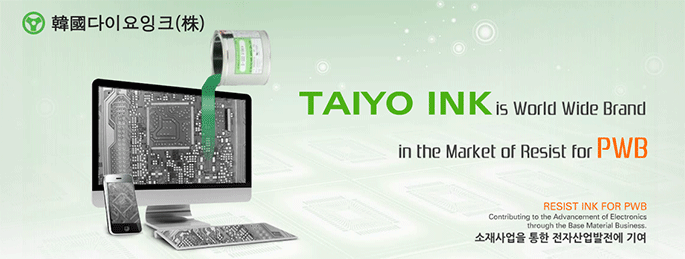 韓國다이요잉크(株)
TAIYO INK is World Wide Brand
in the Market of Resist for PWB
RESIST INK FOR PWB
Contributing to the Advancement of Electronics
through the Base Material Business.
소재사업을 통한 전자산업발전에 기여